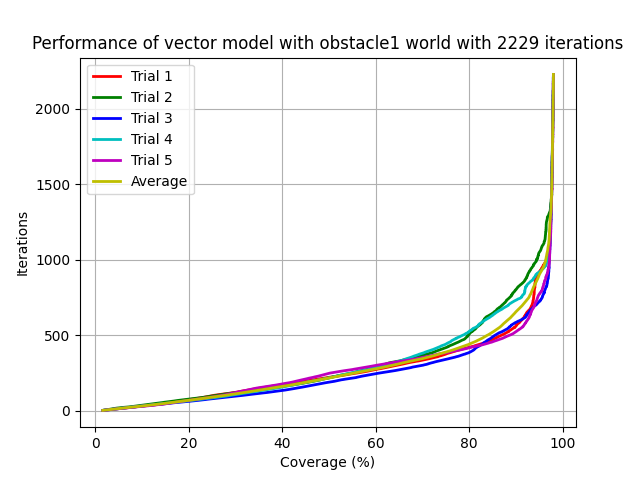 Performance of vector model with obstacle1 world with 2229 iterations
Trial 1
Trial 2
Trial 3
Trial 4
Trial 5
Average
Iterations
2000
1500
1000
500
0
0 20 40 60 80 100
Coverage (%)